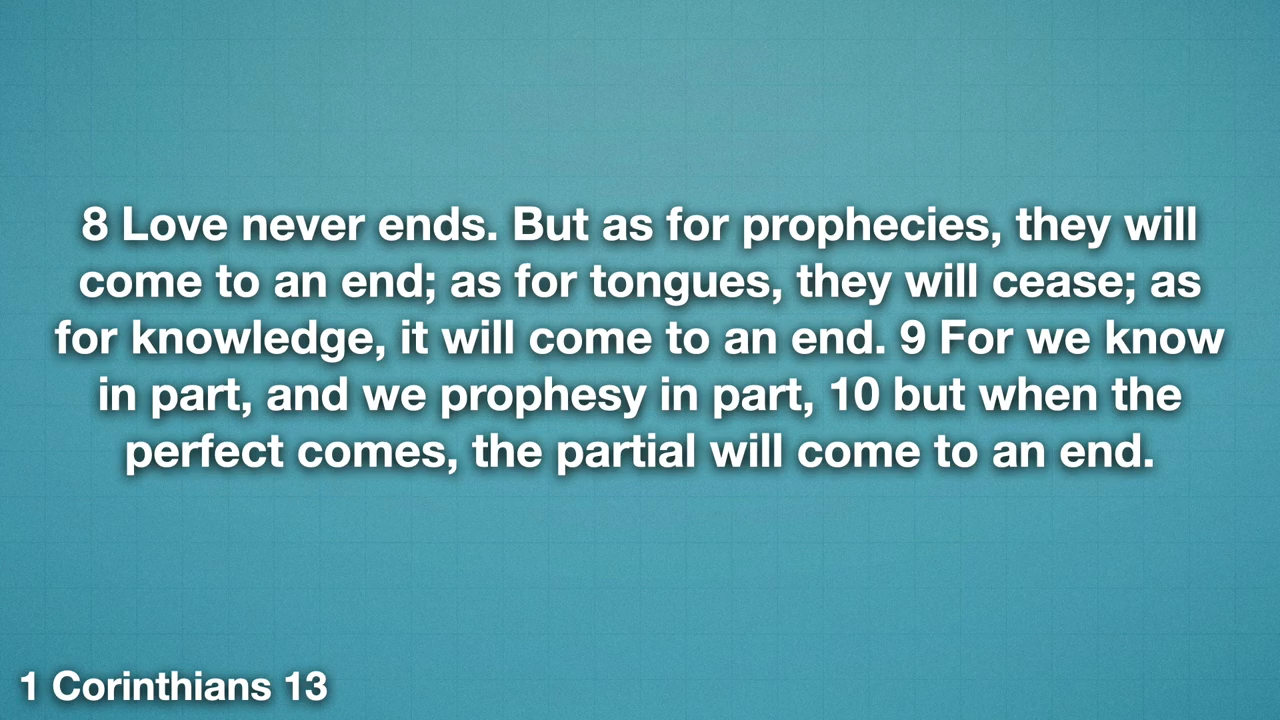 8 Love never ends. But as for prophecies, they will
come to an end; as for tongues, they will cease; as
for knowledge, it will come to an end. 9 For we know
in part, and we prophesy in part, 10 but when the
perfect comes, the partial will come to an end.
1 Corinthians 13